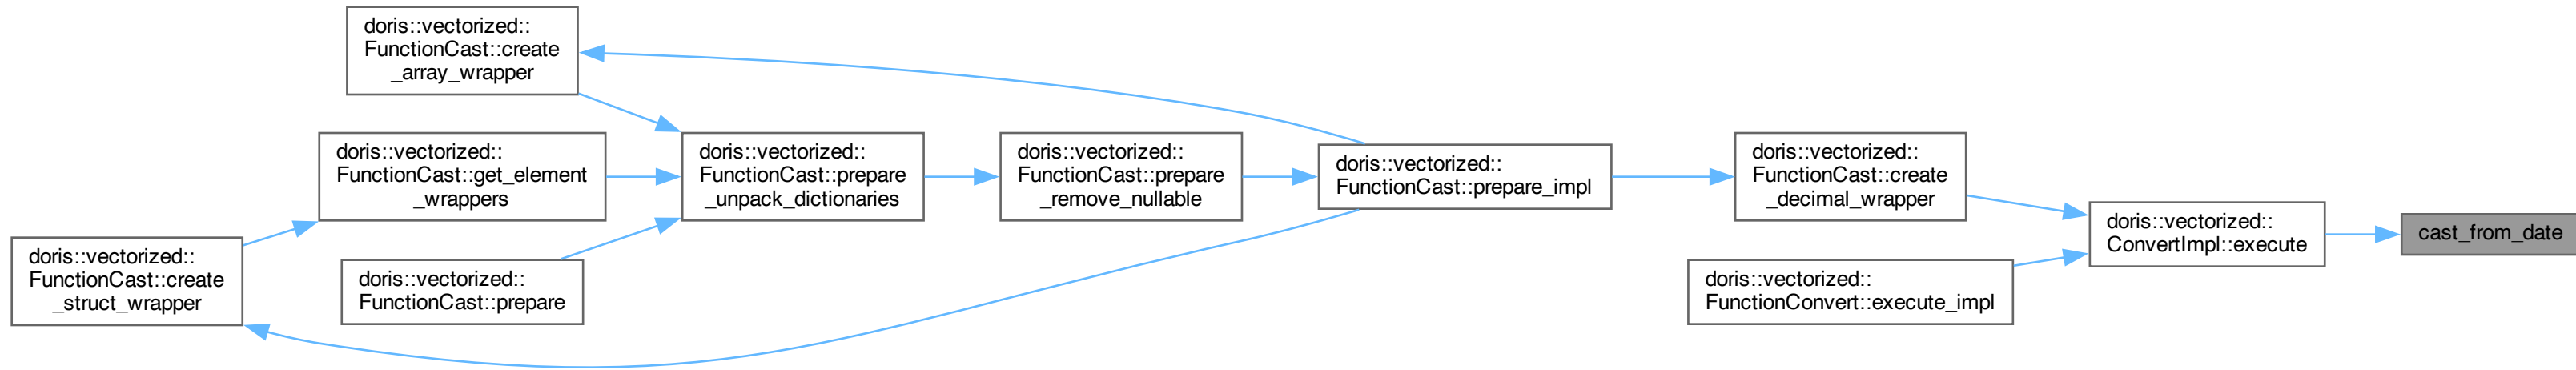 doris::vectorized::
FunctionCast::create
_array_wrapper
doris::vectorized::
FunctionCast::get_element
_wrappers
doris::vectorized::
FunctionCast::create
_struct_wrapper
doris::vectorized::
FunctionCast::prepare
doris::vectorized::
FunctionCast::prepare
_unpack_dictionaries
doris::vectorized::
FunctionCast::prepare
_remove_nullable
doris::vectorized::
FunctionCast::prepare_impl
doris::vectorized::
FunctionCast::create
_decimal_wrapper
doris::vectorized::
FunctionConvert::execute_impl
doris::vectorized::
ConvertImpl::execute
cast_from_date